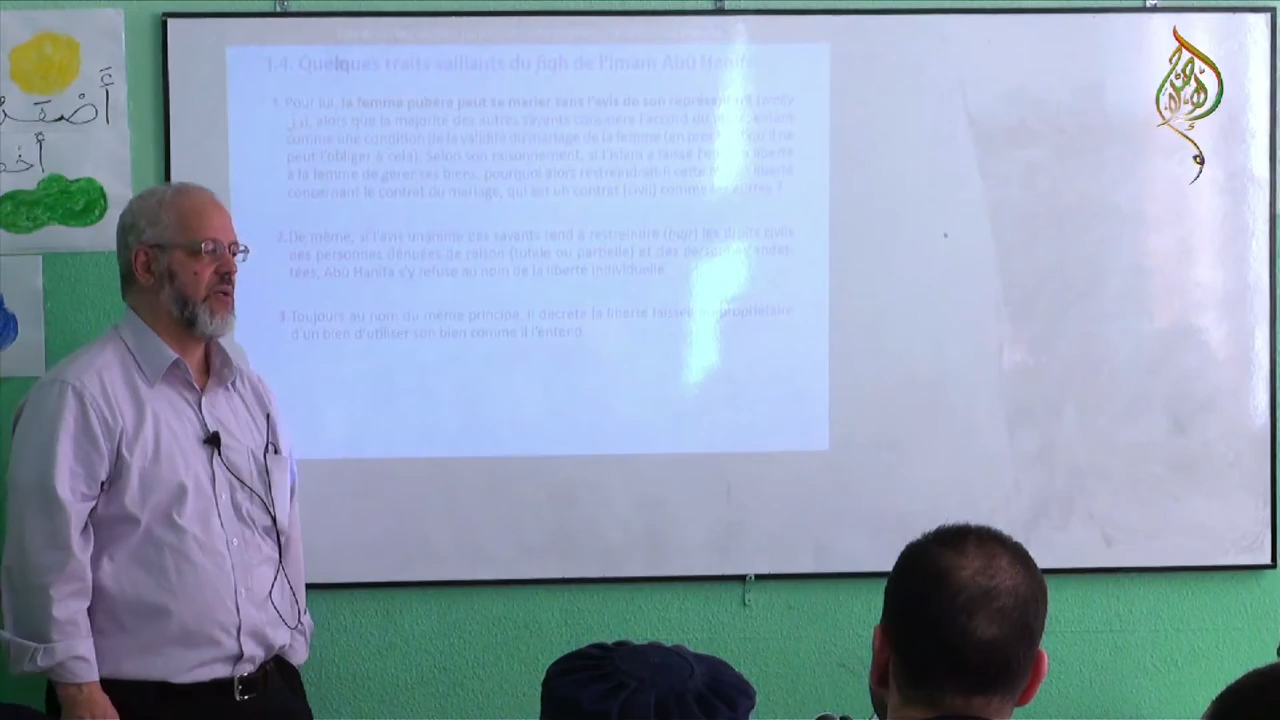 1.4. Quelques traits saillants du fiqh de l'imam Abû Hanîfa
1. Pour lui, la femme pubère peut se marier sans l'avis de son représentant (waliy
), alors que la majorité des autres savants considère l'accord du
comme une condition de la validité du mariage de la femme (en ou il ne
peut l'obliger à cela). Selon son raisonnement, si l'islam a laissé liberté
à la femme de gérer ses biens, pourquoi alors restreindrait-on cette liberté
concernant le contrat du mariage, qui est un contrat (civil) comme les autres ?
2. De même, si l'avis unanime des savants tend à restreindre (hajr) les droits civils
des personnes dénuées de raison (totale ou partielle) et des personnes endet-
tées, Abû Hanîfa s'y refuse au nom de la liberté individuelle.
3. Toujours au nom du même principe, il décrète la liberté laissée au propriétaire
d'un bien d'utiliser son bien comme il l'entend.